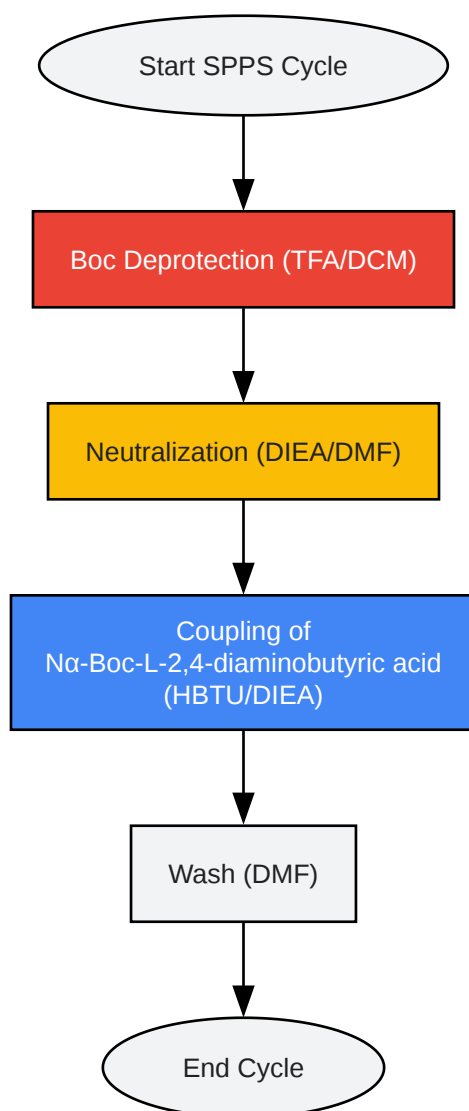 Start SPPS Cycle
Boc Deprotection (TFA/DCM)
Neutralization (DIEA/DMF)
Coupling of
Nα-Boc-L-2,4-diaminobutyric acid
(HBTU/DIEA)
Wash (DMF)
End Cycle